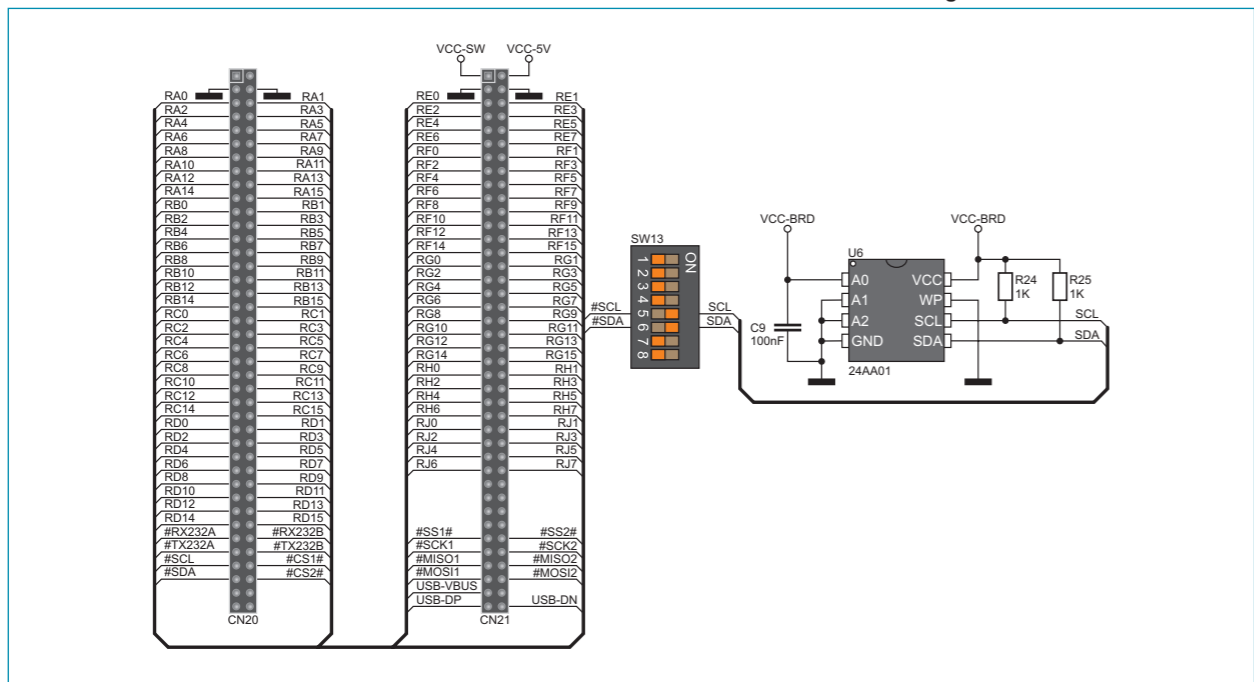 VCC-SW VCC-5V
RA0 RA1 RE0 RE1
RA2 RA3 RE2 RE3
RA4 RA5 RE4 RE5
RA6 RA7 RE6 RE7
RA8 RA9 RF0 RF1
RA10 RA11 RF2 RF3
RA12 RA13 RF4 RF5
RA14 RA15 RF6 RF7
RB0 RB1 RF8 RF9
RB2 RB3 RF10 RF11
RB4 RB5 RF12 RF13
RB6 RB7 RF14 RF15
RB8 RB9 RG0 RG1
RB10 RB11 RG2 RG3
RB12 RB13 RG4 RG5
RB14 RB15 RG6 RG7
RC0 RC1 RG8 RG9
RC2 RC3 RG10 RG11
RC4 RC5 RG12 RG13
RC6 RC7 RG14 RG15
RC8 RC9 RH0 RH1
RC10 RC11 RH2 RH3
RC12 RC13 RH4 RH5
RC14 RC15 RH6 RH7
RD0 RD1 RJ0 RJ1
RD2 RD3 RJ2 RJ3
RD4 RD5 RJ4 RJ5
RD6 RD7 RJ6 RJ7
RD8 RD9
RD10 RD11
RD12 RD13
RD14 RD15
#RX232A #RX232B #SS1# #SS2#
#TX232A #TX232B #SCK1 #SCK2
#SCL #CS1# #MISO1 #MISO2
#SDA #CS2# #MOSI1 #MOSI2
USB-VBUS
USB-DP USB-DN
CN20 CN21
SW13
ON
1
2
3
4
5
6
7
8
#SCL SCL
#SDA SDA
VCC-BRD VCC-BRD
U6
A0 VCC
A1 WP
A2 SCL
GND SDA
24AA01
C9
100nF
R24
1K
R25
1K
SCL
SDA